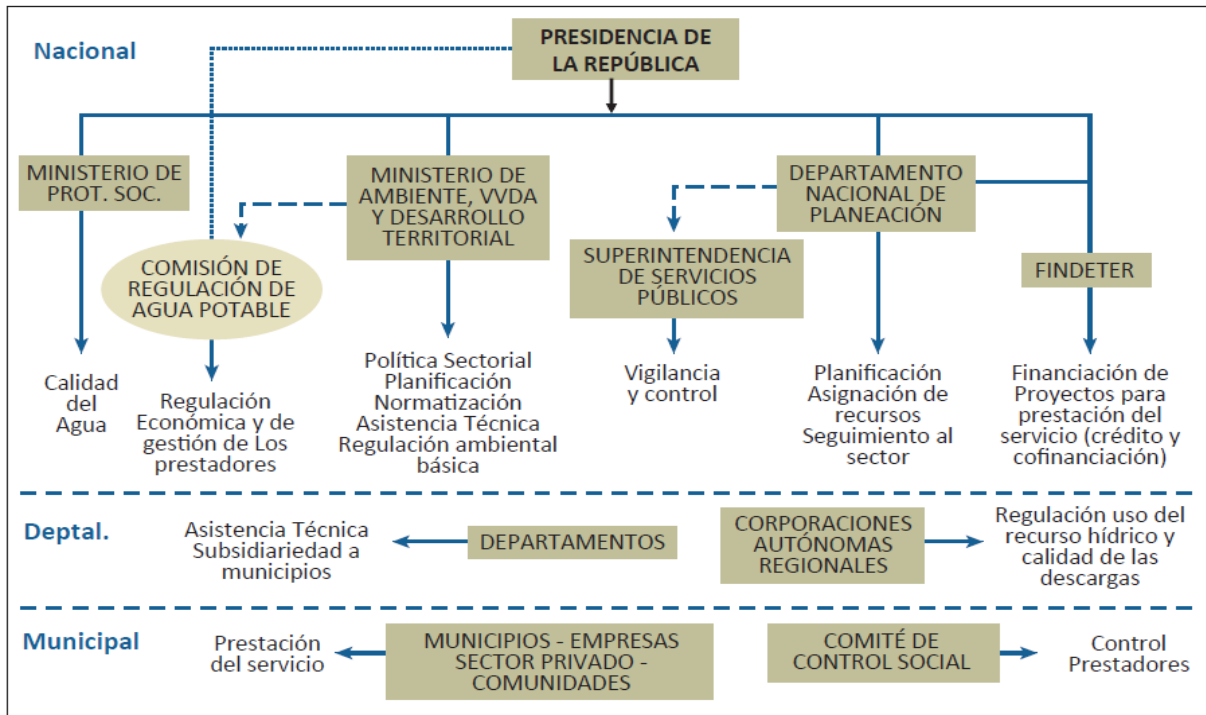 Nacional
PRESIDENCIA DE
LA REPÚBLICA
MINISTERIO DE
PROT. SOC.
MINISTERIO DE
AMBIENTE, VVDA
Y DESARROLLO
TERRITORIAL
DEPARTAMENTO
NACIONAL DE
PLANEACIÓN
COMISIÓN DE
REGULACIÓN DE
AGUA POTABLE
SUPERINTENDENCIA
DE SERVICIOS
PÚBLICOS
FINDETER
Calidad
del
Agua
Regulación
Económica y de
gestión de Los
prestadores
Política Sectorial
Planificación
Normatización
Asistencia Técnica
Regulación ambiental
básica
Vigilancia
y control
Planificación
Asignación de
recursos
Seguimiento al
sector
Financiación de
Proyectos para
prestación del
servicio (crédito y
cofinanciación)
Deptal.
Asistencia Técnica
Subsidiariedad a
municipios
DEPARTAMENTOS
CORPORACIONES
AUTÓNOMAS
REGIONALES
Regulación uso del
recurso hídrico y
calidad de las
descargas
Municipal
Prestación
del servicio
MUNICIPIOS - EMPRESAS
SECTOR PRIVADO -
COMUNIDADES
COMITÉ DE
CONTROL SOCIAL
Control
Prestadores